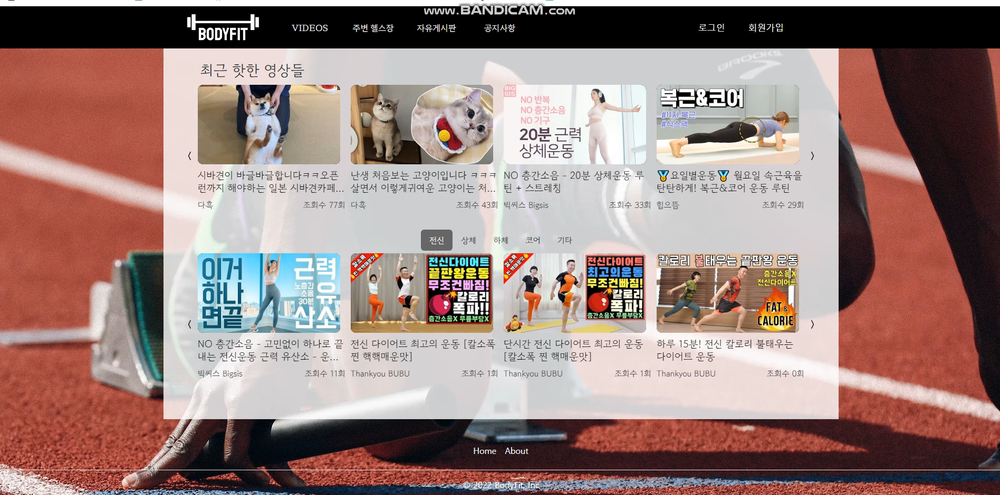 www.BANDICAM.com
BODYFIT
VIDEOS 주변 헬스장 자유게시판 공지사항 로그인 회원가입
BROOKS
최근 핫한 영상들
BIG
SIS
NO 반복
NO 층간소음
NO 기구
20분 근력
상체운동
복근&코어
#11자 복근
#식스팩
〈
〉
시바견이 바글바글합니다ㅋㅋ오픈
런까지 해야하는 일본 시바견카페...
다흑 조회수 77회
난생 처음보는 고양이입니다 ㅋㅋㅋ
살면서 이렇게귀여운 고양이는 처...
다흑 조회수 43회
NO 층간소음 - 20분 상체운동 루
틴 + 스트레칭
빅씨스 Bigsis 조회수 33회
🏅요일별운동🏅 월요일 속근육을
탄탄하게! 복근&코어 운동 루틴
힙으뜸 조회수 29회
전신 상체 하체 코어 기타
이거
하나
면끝
근력
유
산소
노층간
소음
30분
칼소폭
찐 핵핵매운맛
전신다이어트
끝판왕운동
무조건빠짐!
칼로리
폭파!!
층간소음X 무릎부담X
칼소폭
찐 핵매운맛
전신다이어트
최고의운동
무조건빠짐!
칼로리
폭파!
층간소음X 무릎부담X
칼로리 불태우는 끝판왕 운동
층간소음X
전신다이어트
FAT &
CALORIE
〈
〉
NO 층간소음 - 고민없이 하나로 끝
내는 전신운동 근력 유산소 - 운...
빅씨스 Bigsis 조회수 11회
전신 다이어트 최고의 운동 [칼소폭
찐 핵핵매운맛]
Thankyou BUBU 조회수 1회
단시간 전신 다이어트 최고의 운동
[칼소폭 찐 핵매운맛]
Thankyou BUBU 조회수 1회
하루 15분! 전신 칼로리 불태우는
다이어트 운동
Thankyou BUBU 조회수 0회
Home About
© 2022 BodyFit, Inc